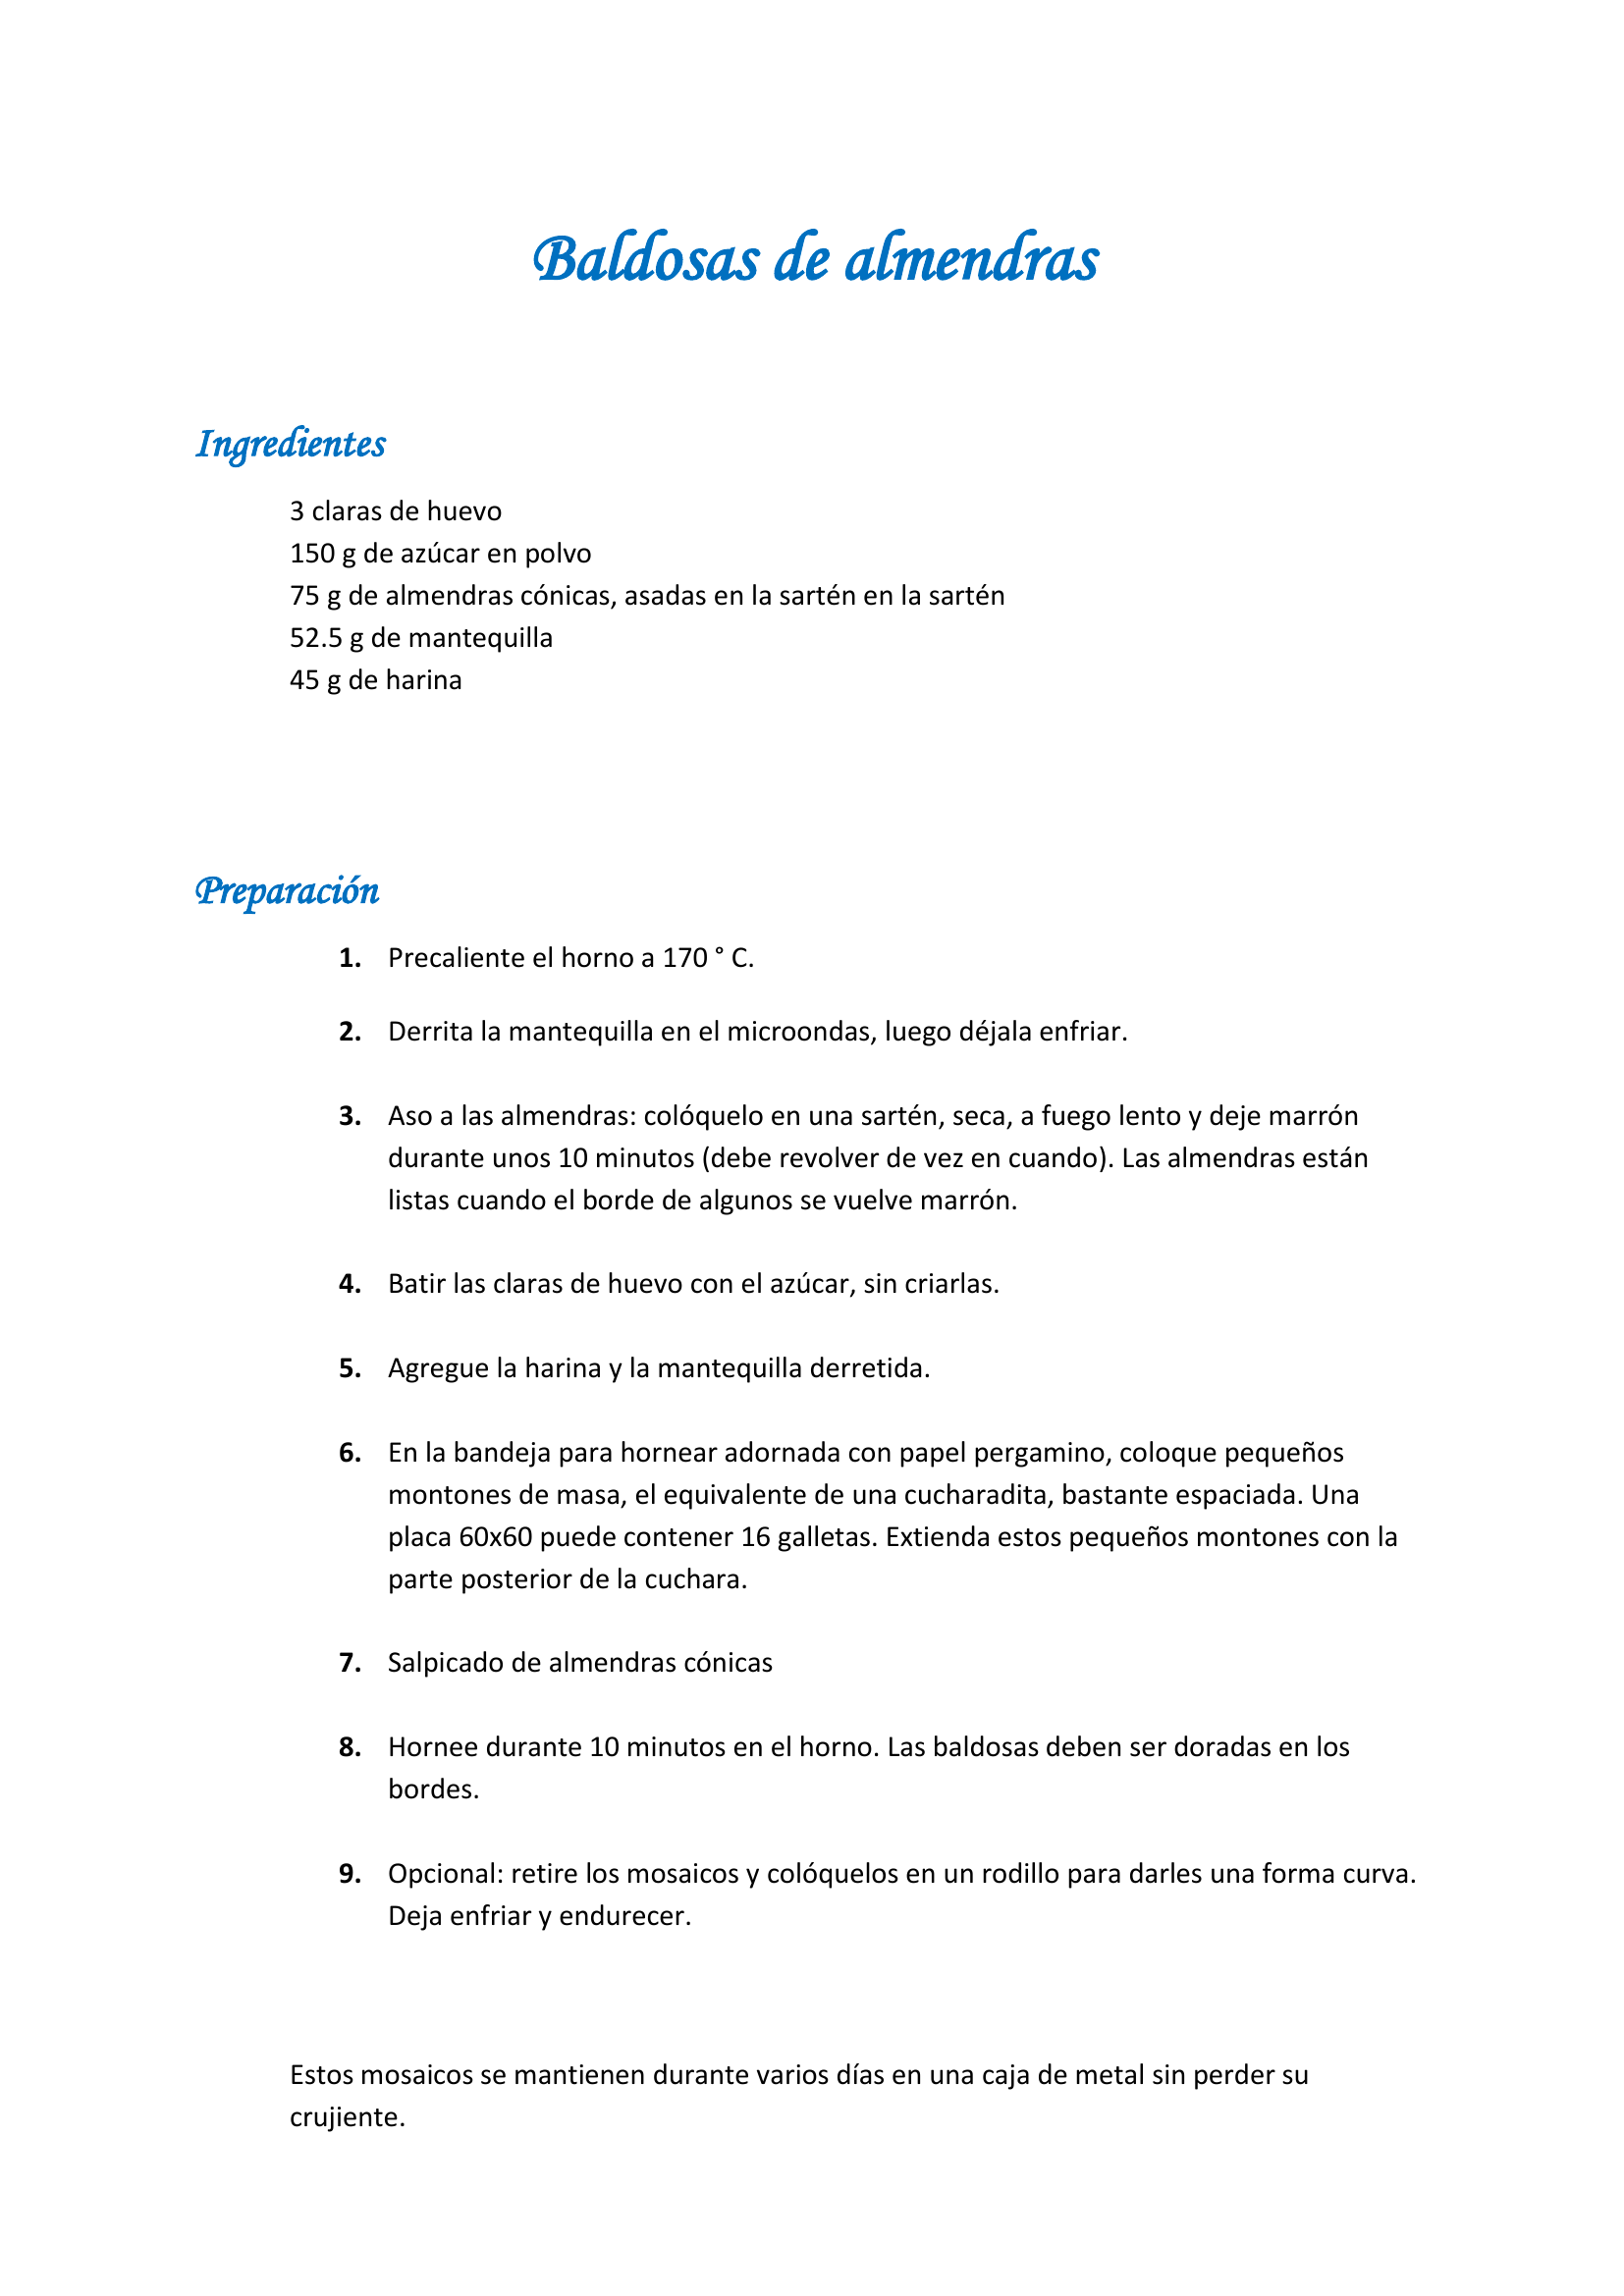 Baldosas de almendras
Ingredientes
3 claras de huevo
150 g de azúcar en polvo
75 g de almendras cónicas, asadas en la sartén en la sartén
52.5 g de mantequilla
45 g de harina
Preparación
1. Precaliente el horno a 170 ° C.
2. Derrita la mantequilla en el microondas, luego déjala enfriar.
3. Aso a las almendras: colóquelo en una sartén, seca, a fuego lento y deje marrón
durante unos 10 minutos (debe revolver de vez en cuando). Las almendras están
listas cuando el borde de algunos se vuelve marrón.
4. Batir las claras de huevo con el azúcar, sin criarlas.
5. Agregue la harina y la mantequilla derretida.
6. En la bandeja para hornear adornada con papel pergamino, coloque pequeños
montones de masa, el equivalente de una cucharadita, bastante espaciada. Una
placa 60x60 puede contener 16 galletas. Extienda estos pequeños montones con la
parte posterior de la cuchara.
7. Salpicado de almendras cónicas
8. Hornee durante 10 minutos en el horno. Las baldosas deben ser doradas en los
bordes.
9. Opcional: retire los mosaicos y colóquelos en un rodillo para darles una forma curva.
Deja enfriar y endurecer.
Estos mosaicos se mantienen durante varios días en una caja de metal sin perder su
crujiente.